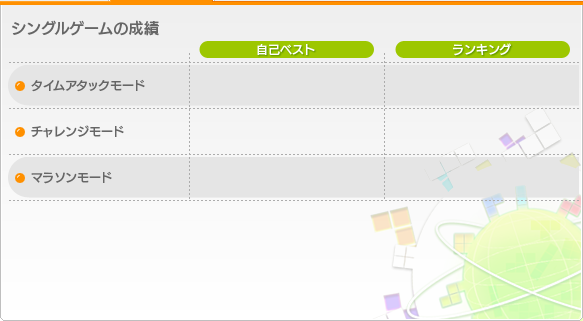 シングルゲームの成績
自己ベスト ランキング
タイムアタックモード
チャレンジモード
マラソンモード